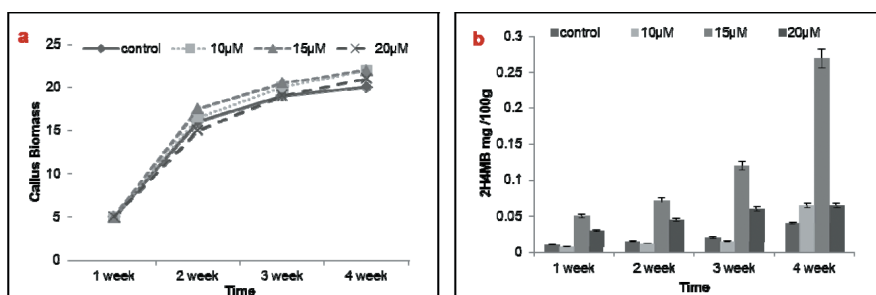 a
control 10µM 15µM 20µM
25
20
15
10
5
0
Callus Biomass
1 week 2 week 3 week 4 week
Time
b
control 10µM 15µM 20µM
0.3
0.25
0.2
0.15
0.1
0.05
0
2H4MB mg /100g
1 week 2 week 3 week 4 week
Time